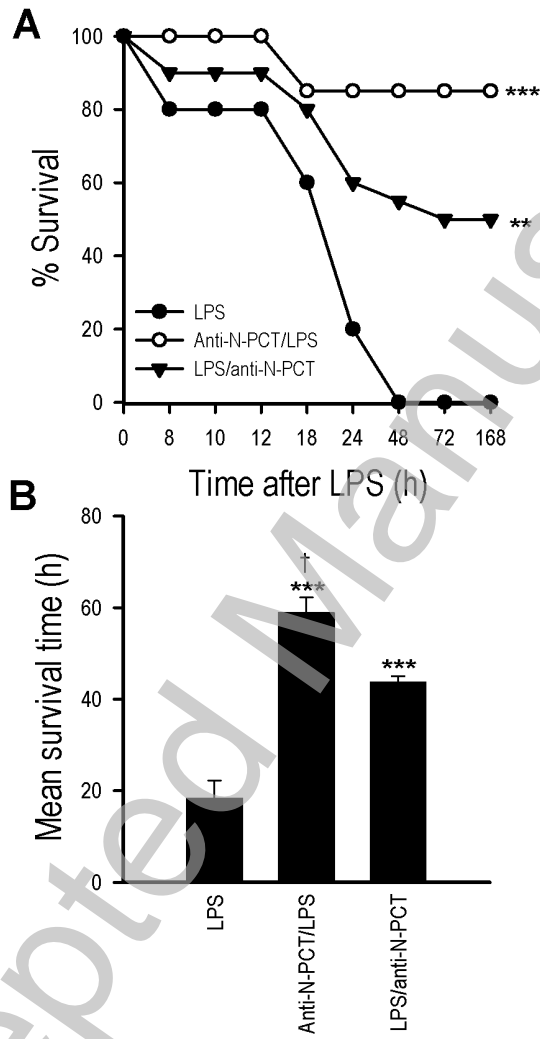 A
100
80
60
40
20
0
% Survival
***
**
LPS
Anti-N-PCT/LPS
LPS/anti-N-PCT
0 8 10 12 18 24 48 72 168
Time after LPS (h)
B
80
60
40
20
0
Mean survival time (h)
†
***
***
LPS
Anti-N-PCT/LPS
LPS/anti-N-PCT
epted Manus